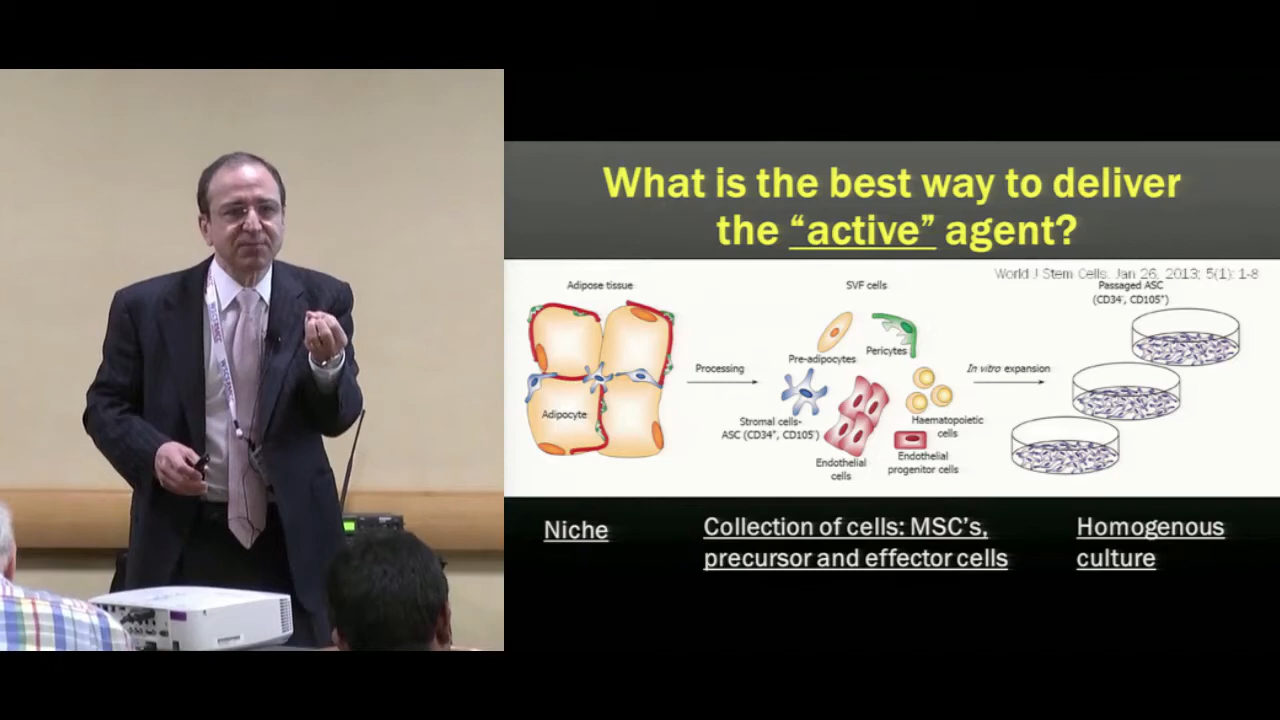 What is the best way to deliver
the “active” agent?
World J Stem Cells. Jan 26, 2013; 5(1): 1-8
Adipose tissue
SVF cells
Passaged ASC
(CD34⁻, CD105⁺)
Pre-adipocytes
Pericytes
Processing
In vitro expansion
Adipocyte
Stromal cells-
ASC (CD34⁺, CD105⁻)
Haematopoietic
cells
Endothelial
cells
Endothelial
progenitor cells
Niche
Collection of cells: MSC’s,
precursor and effector cells
Homogenous
culture